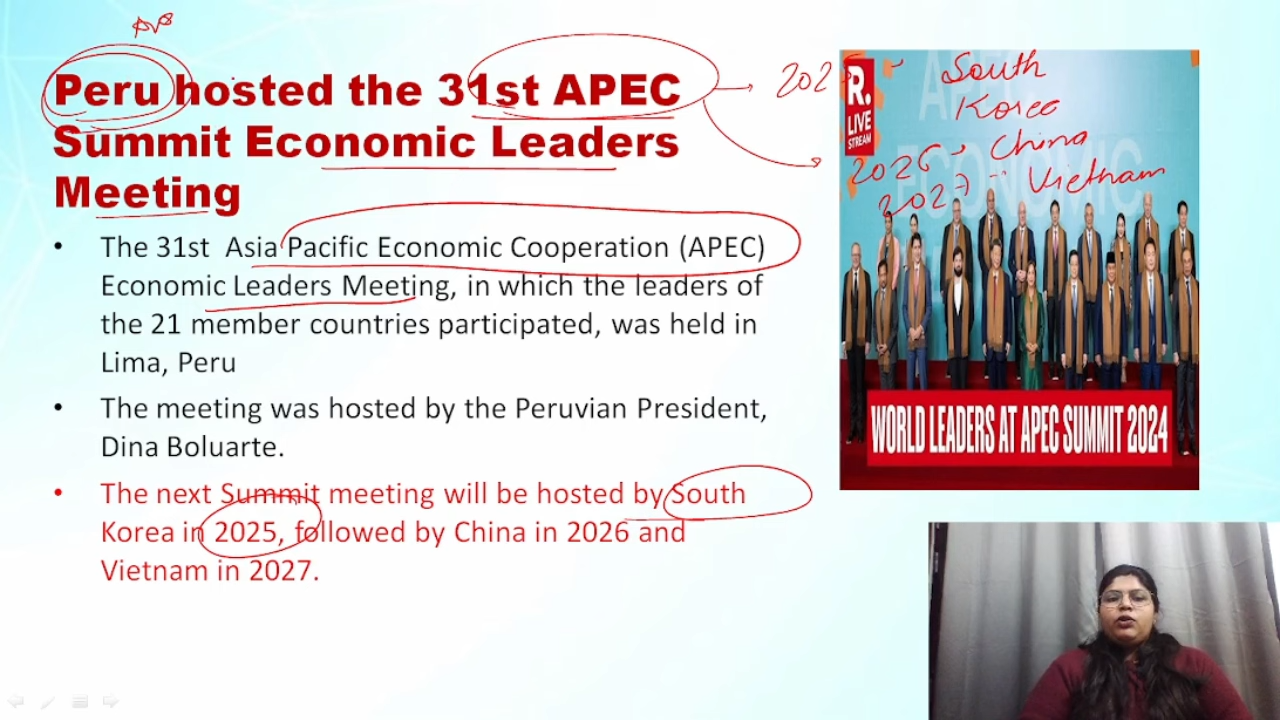 Peru hosted the 31st APEC
Summit Economic Leaders
Meeting
• The 31st Asia Pacific Economic Cooperation (APEC)
Economic Leaders Meeting, in which the leaders of
the 21 member countries participated, was held in
Lima, Peru
• The meeting was hosted by the Peruvian President,
Dina Boluarte.
• The next Summit meeting will be hosted by South
Korea in 2025, followed by China in 2026 and
Vietnam in 2027.
South
Korea
2026 - China
2027 - Vietnam
R.
LIVE
STREAM
APEC
ECONOMIC
WORLD LEADERS AT APEC SUMMIT 2024